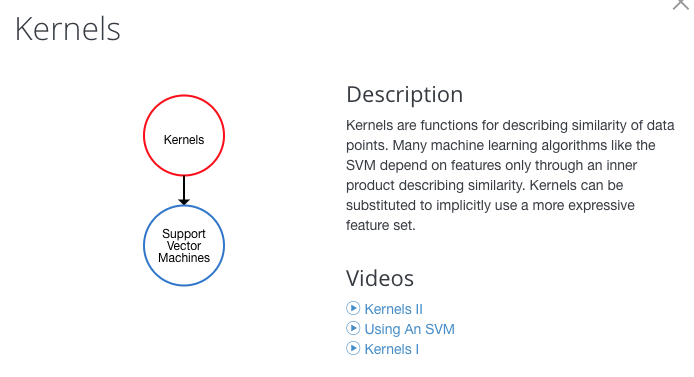 Kernels
Kernels
Support
Vector
Machines
Description
Kernels are functions for describing similarity of data
points. Many machine learning algorithms like the
SVM depend on features only through an inner
product describing similarity. Kernels can be
substituted to implicitly use a more expressive
feature set.
Videos
Kernels II
Using An SVM
Kernels I